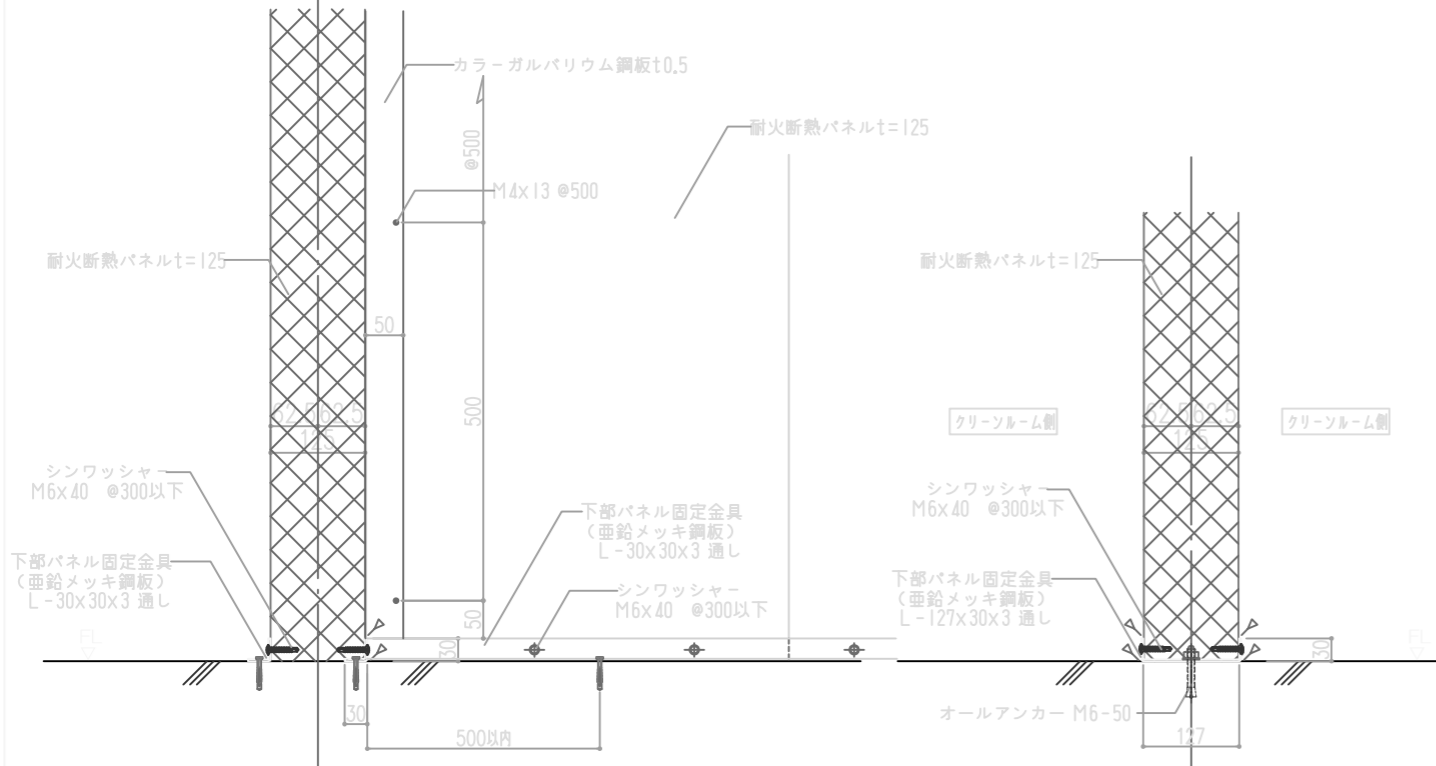 カラーガルバリウム鋼板t0.5
耐火断熱パネルt=125
@500
M4x13 @500
耐火断熱パネルt=125
50
500
62.5
62.5
125
シンワッシャー
M6x40 @300以下
下部パネル固定金具
（亜鉛メッキ鋼板）
L-30x30x3 通し
FL
下部パネル固定金具
（亜鉛メッキ鋼板）
L-30x30x3 通し
シンワッシャー
M6x40 @300以下
50
30
30
500以内
耐火断熱パネルt=125
クリーンルーム側
62.5
62.5
125
クリーンルーム側
シンワッシャー
M6x40 @300以下
下部パネル固定金具
（亜鉛メッキ鋼板）
L-127x30x3 通し
FL
30
オールアンカー M6-50
127